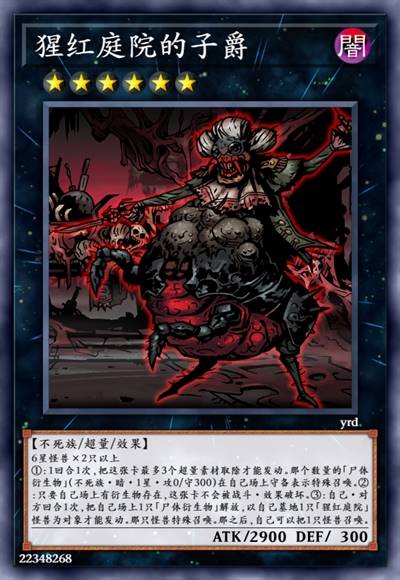 猩红庭院的子爵
闇
yrd.
【不死族/超量/效果】
6星怪兽×2只以上
①:1回合1次,把这张卡最多3个超量素材取除才能发动。那个数量的「尸体
衍生物」(不死族·暗·1星·攻0/守300)在自己场上守备表示特殊召唤。②
:只要自己场上有衍生物存在,这张卡不会被战斗·效果破坏。③:自己·对
方回合1次,把自己场上1只「尸体衍生物」解放,以自己墓地1只「猩红庭院」
怪兽为对象才能发动。那只怪兽特殊召唤。那之后,自己可以把1只怪兽召唤。
ATK/2900 DEF/ 300
22348268